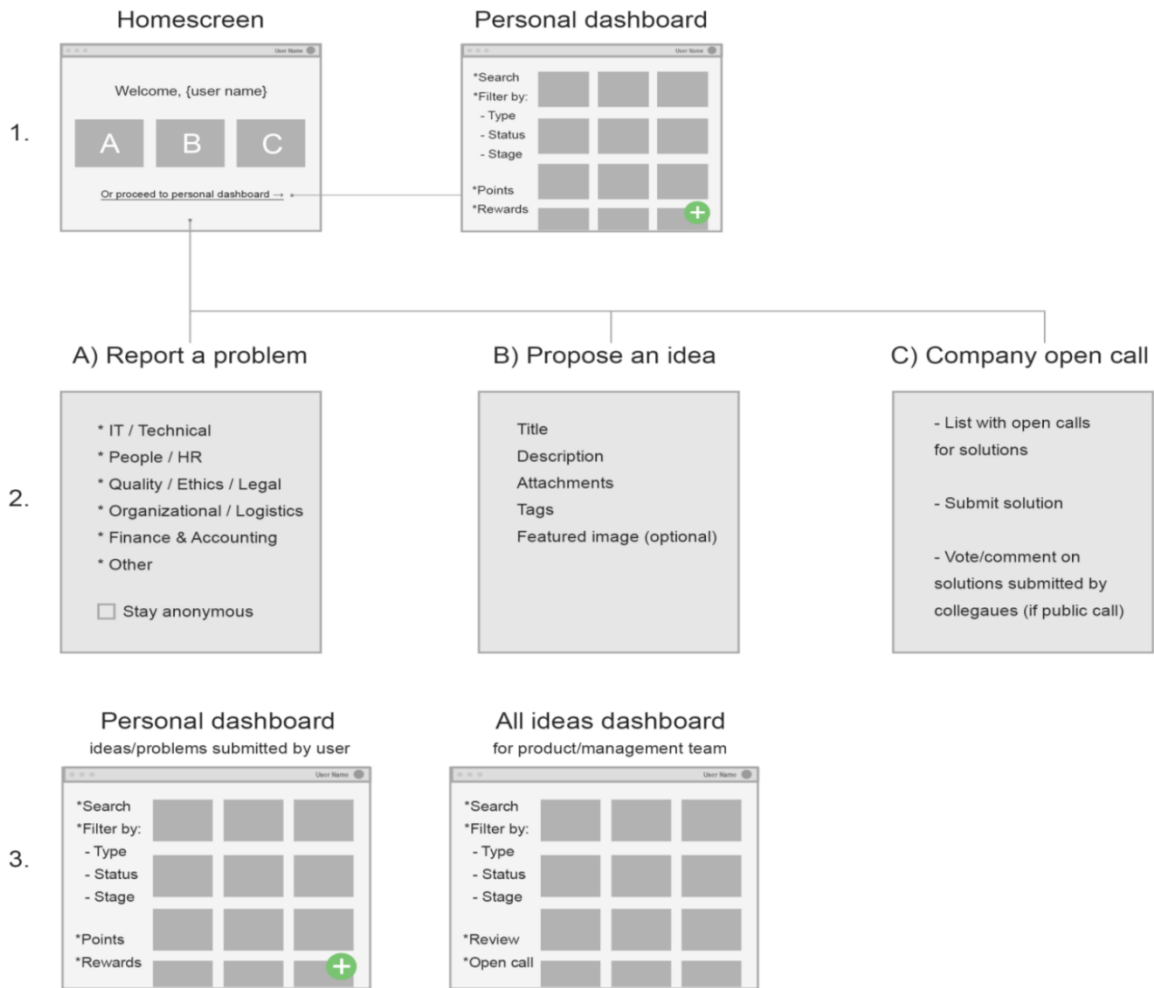 Homescreen
Personal dashboard
1.
User Name
Welcome, {user name}
A
B
C
Or proceed to personal dashboard →
User Name
*Search
*Filter by:
- Type
- Status
- Stage
*Points
*Rewards
+
A) Report a problem
B) Propose an idea
C) Company open call
2.
* IT / Technical
* People / HR
* Quality / Ethics / Legal
* Organizational / Logistics
* Finance & Accounting
* Other
Stay anonymous
Title
Description
Attachments
Tags
Featured image (optional)
- List with open calls
for solutions
- Submit solution
- Vote/comment on
solutions submitted by
collegaues (if public call)
3.
Personal dashboard
ideas/problems submitted by user
User Name
*Search
*Filter by:
- Type
- Status
- Stage
*Points
*Rewards
+
All ideas dashboard
for product/management team
User Name
*Search
*Filter by:
- Type
- Status
- Stage
*Review
*Open call